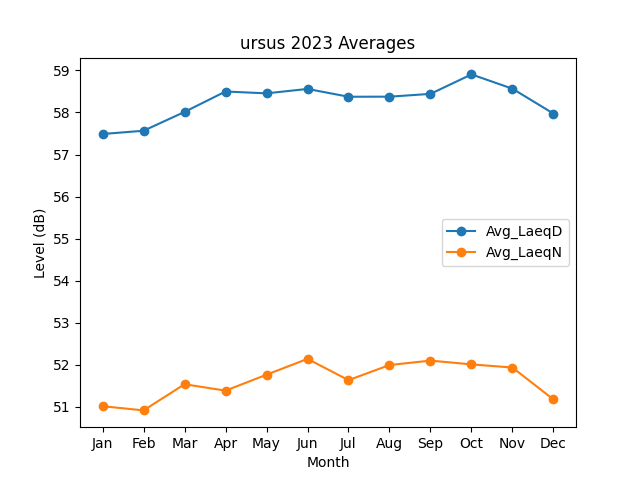 ursus 2023 Averages
59
58
57
56
55
54
53
52
51
Level (dB)
Avg_LaeqD
Avg_LaeqN
Jan Feb Mar Apr May Jun Jul Aug Sep Oct Nov Dec
Month